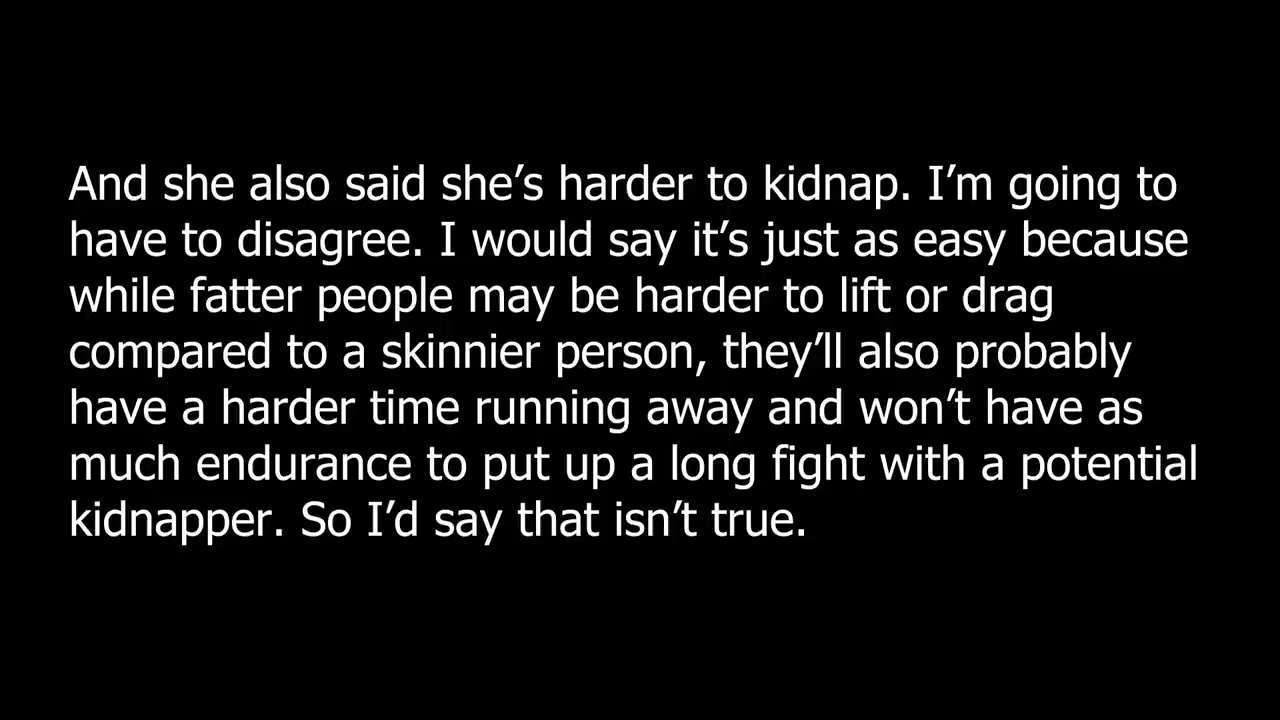 And she also said she’s harder to kidnap. I’m going to
have to disagree. I would say it’s just as easy because
while fatter people may be harder to lift or drag
compared to a skinnier person, they’ll also probably
have a harder time running away and won’t have as
much endurance to put up a long fight with a potential
kidnapper. So I’d say that isn’t true.